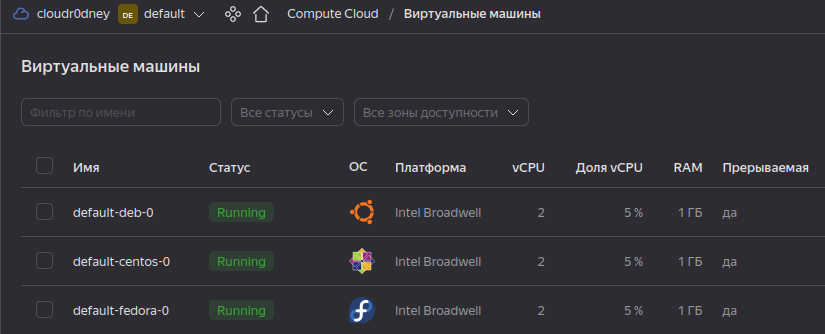 cloudr0dney DE default Compute Cloud / Виртуальные машины
Виртуальные машины
Фильтр по имени Все статусы Все зоны доступности
Имя Статус ОС Платформа vCPU Доля vCPU RAM Прерываемая
default-deb-0 Running Intel Broadwell 2 5 % 1 ГБ да
default-centos-0 Running Intel Broadwell 2 5 % 1 ГБ да
default-fedora-0 Running Intel Broadwell 2 5 % 1 ГБ да